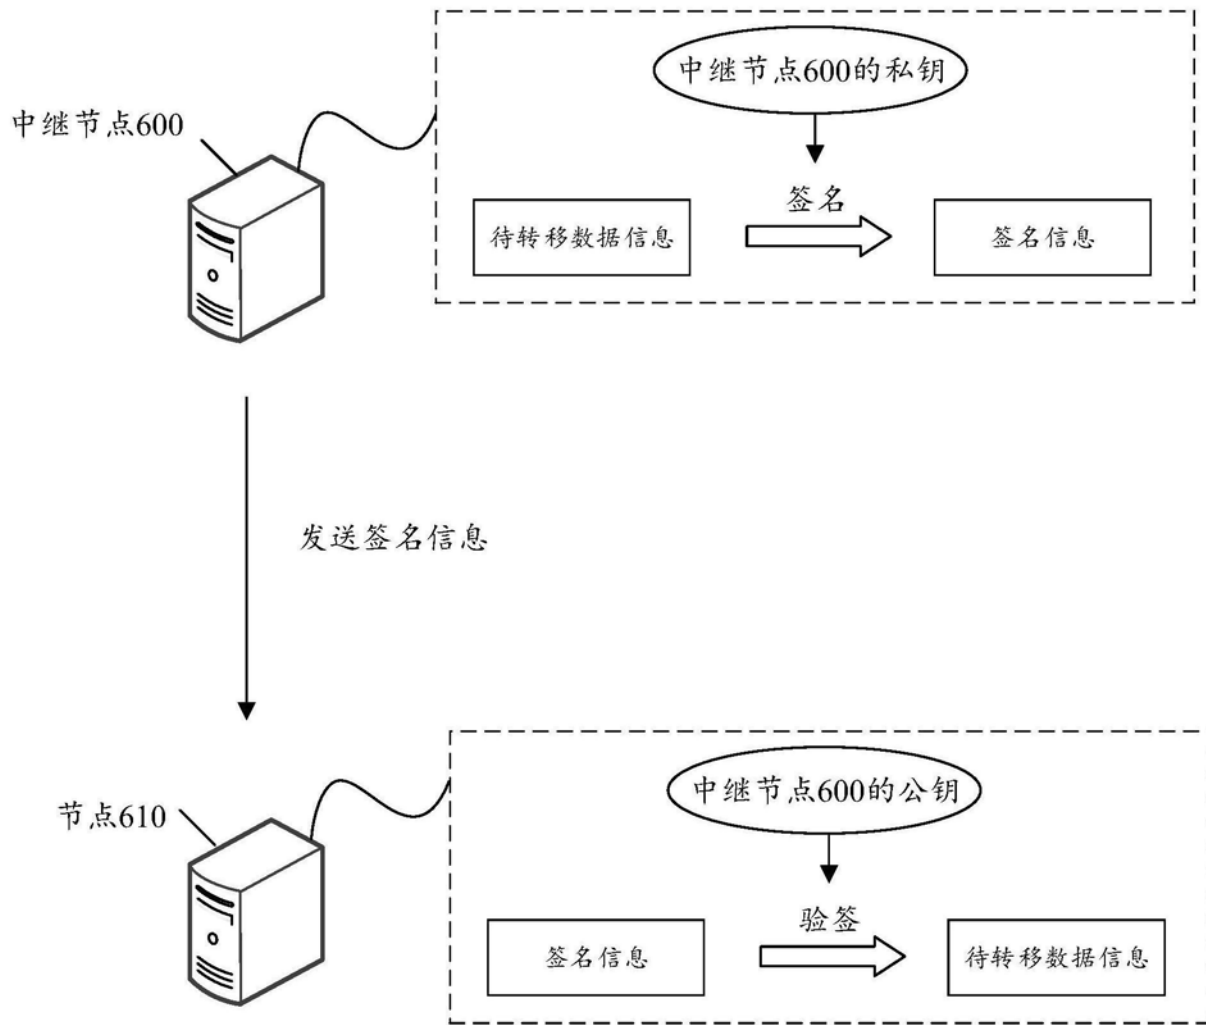 中继节点600的私钥
中继节点600
签名
待转移数据信息
签名信息
发送签名信息
中继节点600的公钥
节点610
验签
签名信息
待转移数据信息